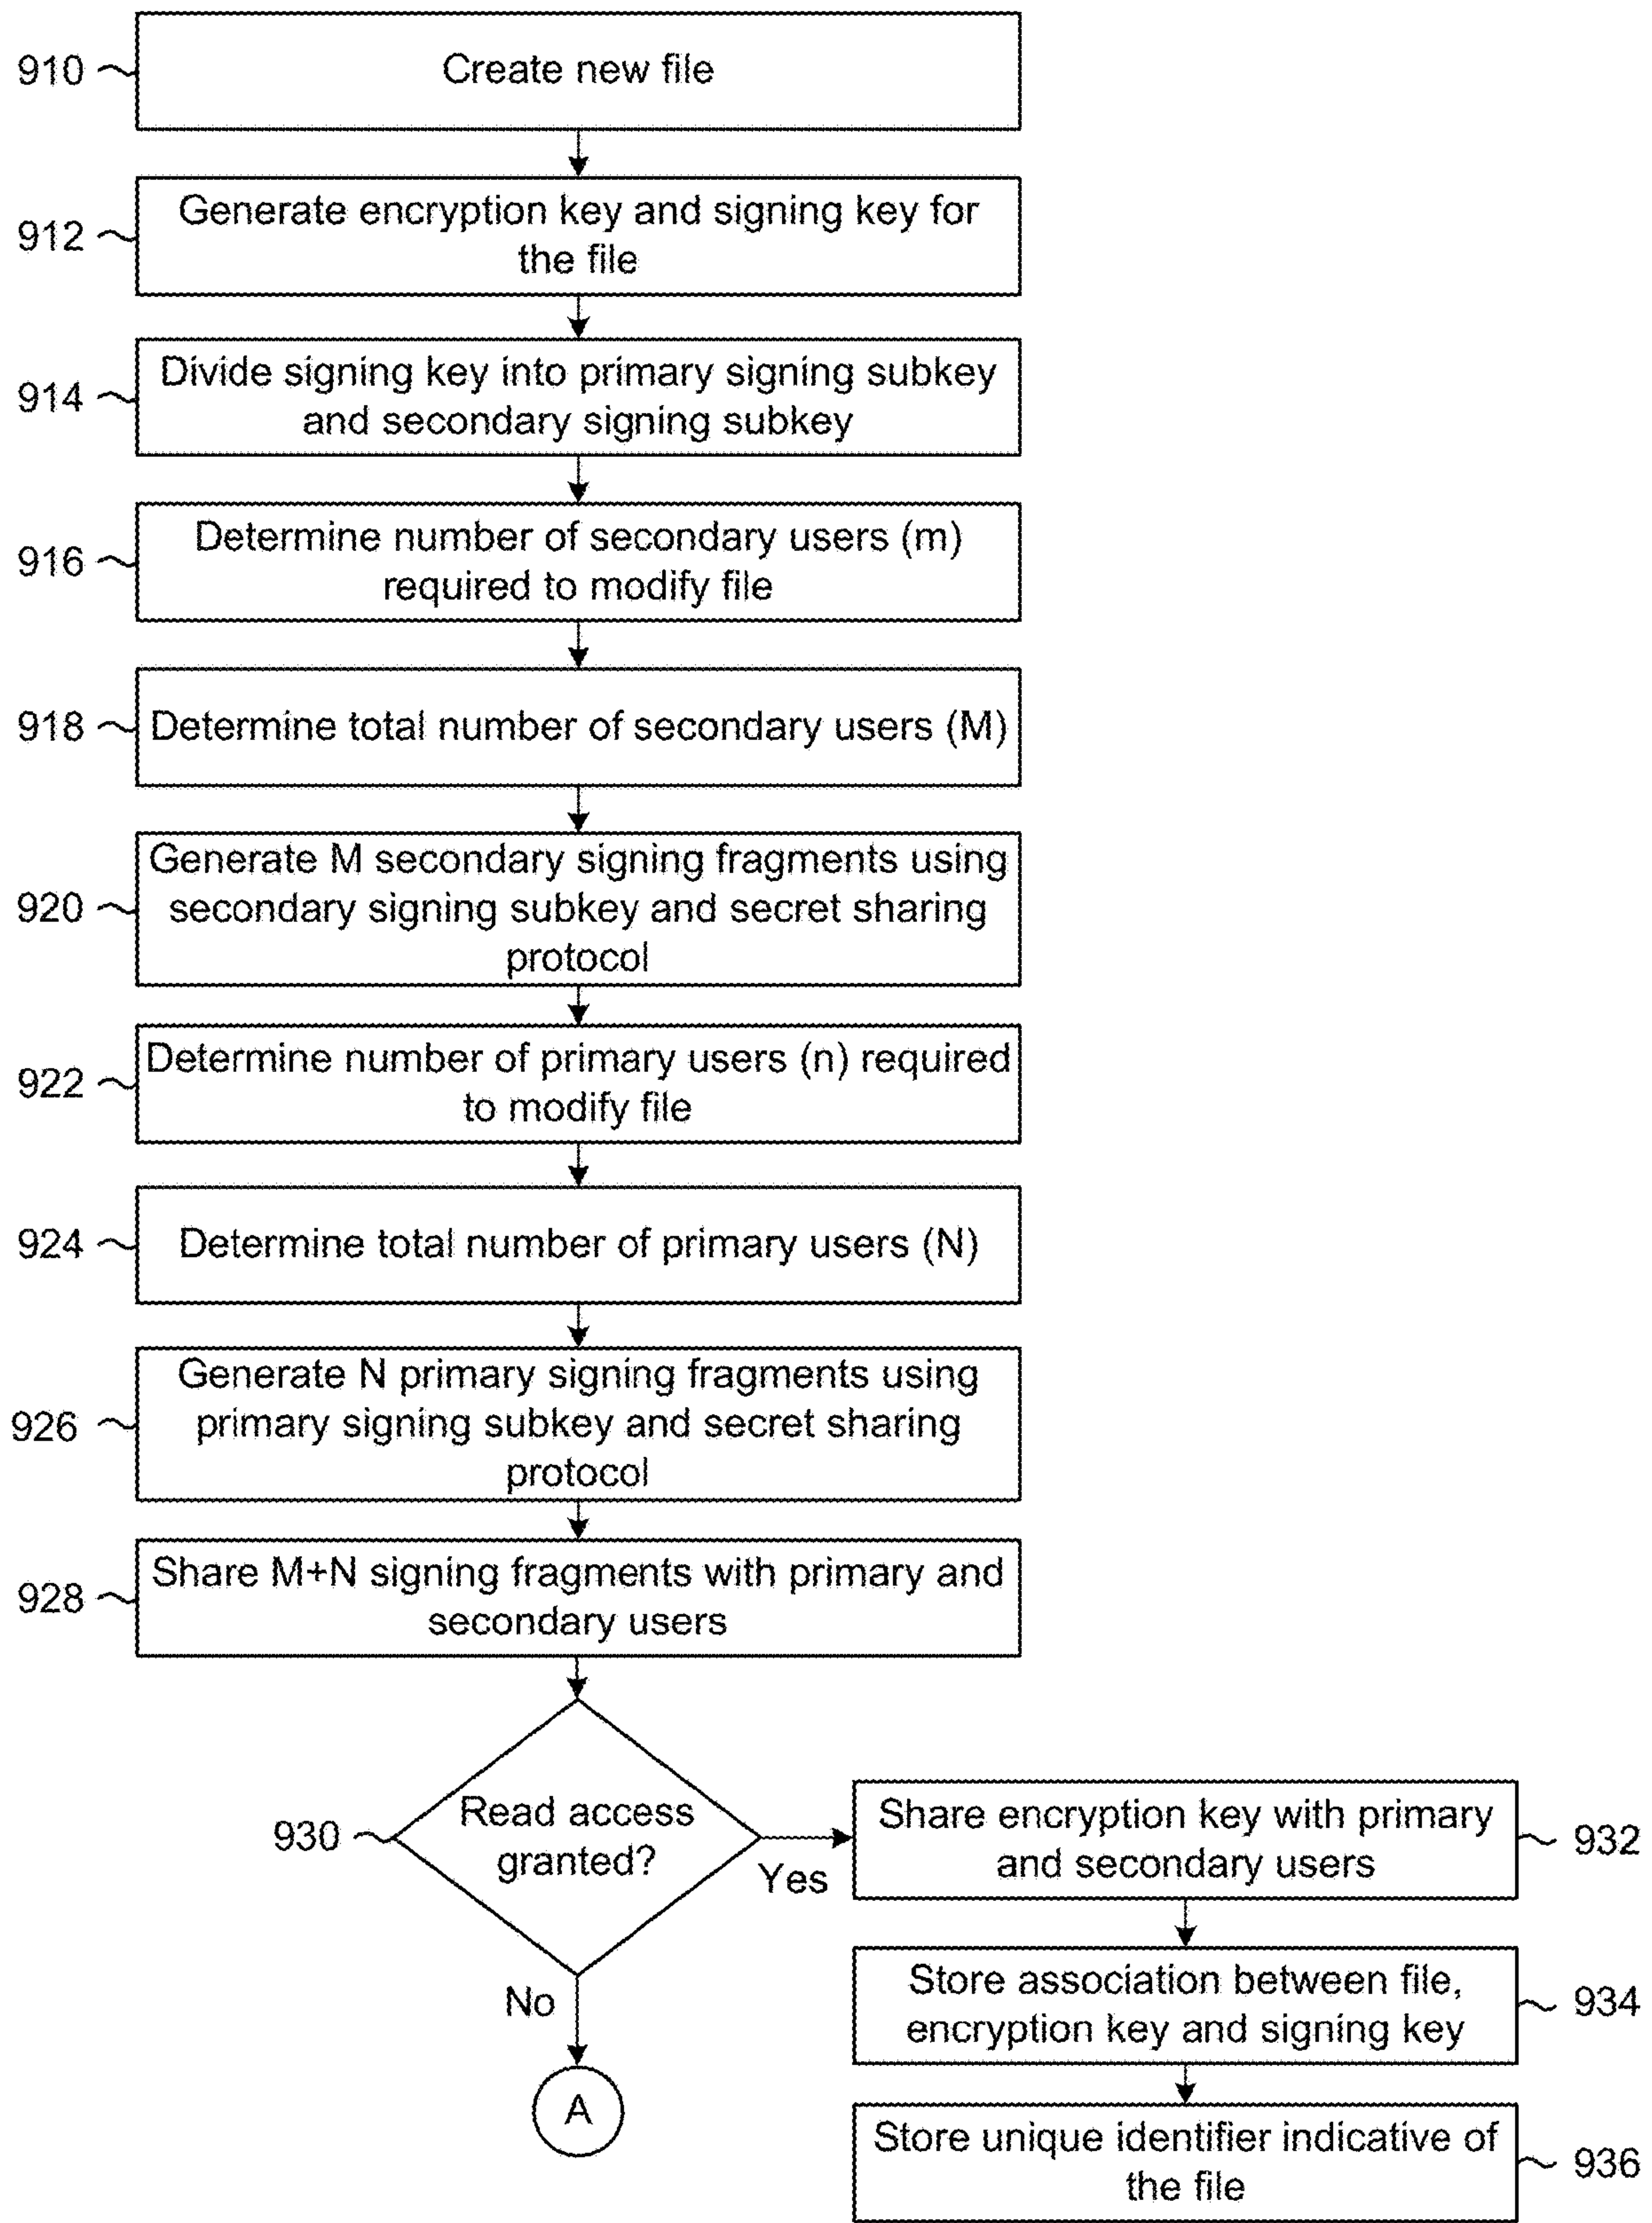 910
Create new file
912
Generate encryption key and signing key for
the file
914
Divide signing key into primary signing subkey
and secondary signing subkey
916
Determine number of secondary users (m)
required to modify file
918
Determine total number of secondary users (M)
920
Generate M secondary signing fragments using
secondary signing subkey and secret sharing
protocol
922
Determine number of primary users (n) required
to modify file
924
Determine total number of primary users (N)
926
Generate N primary signing fragments using
primary signing subkey and secret sharing
protocol
928
Share M+N signing fragments with primary and
secondary users
930
Read access
granted?
Yes
No
A
Share encryption key with primary
and secondary users
932
Store association between file,
encryption key and signing key
934
Store unique identifier indicative of
the file
936